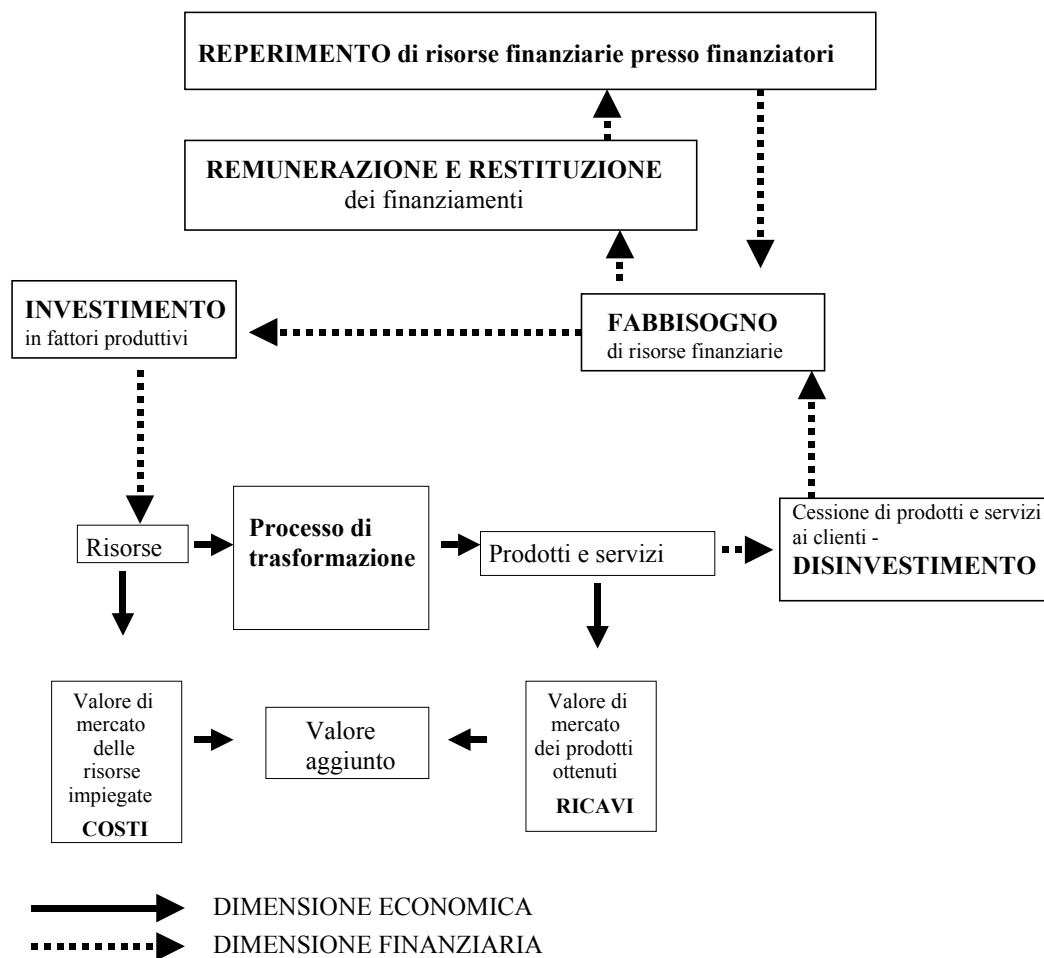 REPERIMENTO di risorse finanziarie presso finanziatori
REMUNERAZIONE E RESTITUZIONE
dei finanziamenti
INVESTIMENTO
in fattori produttivi
FABBISOGNO
di risorse finanziarie
Risorse
Processo di
trasformazione
Prodotti e servizi
Cessione di prodotti e servizi
ai clienti -
DISINVESTIMENTO
Valore di
mercato
delle
risorse
impiegate
COSTI
Valore
aggiunto
Valore di
mercato
dei prodotti
ottenuti
RICAVI
DIMENSIONE ECONOMICA
DIMENSIONE FINANZIARIA